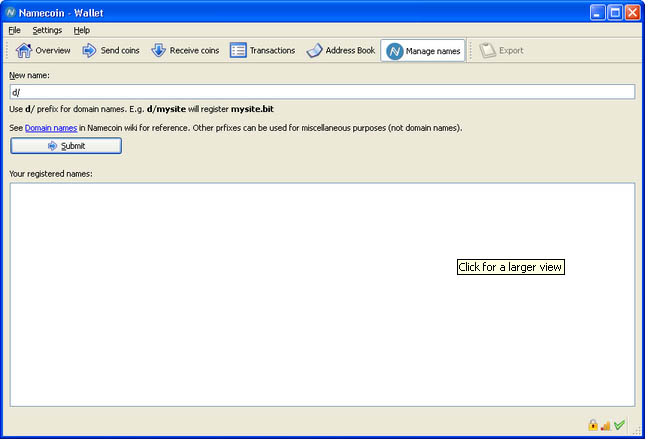 Namecoin - Wallet
File Settings Help
Overview Send coins Receive coins Transactions Address Book Manage names Export
New name:
d/
Use d/ prefix for domain names. E.g. d/mysite will register mysite.bit
See Domain names in Namecoin wiki for reference. Other prfixes can be used for miscellaneous purposes (not domain names).
Submit
Your registered names:
Click for a larger view